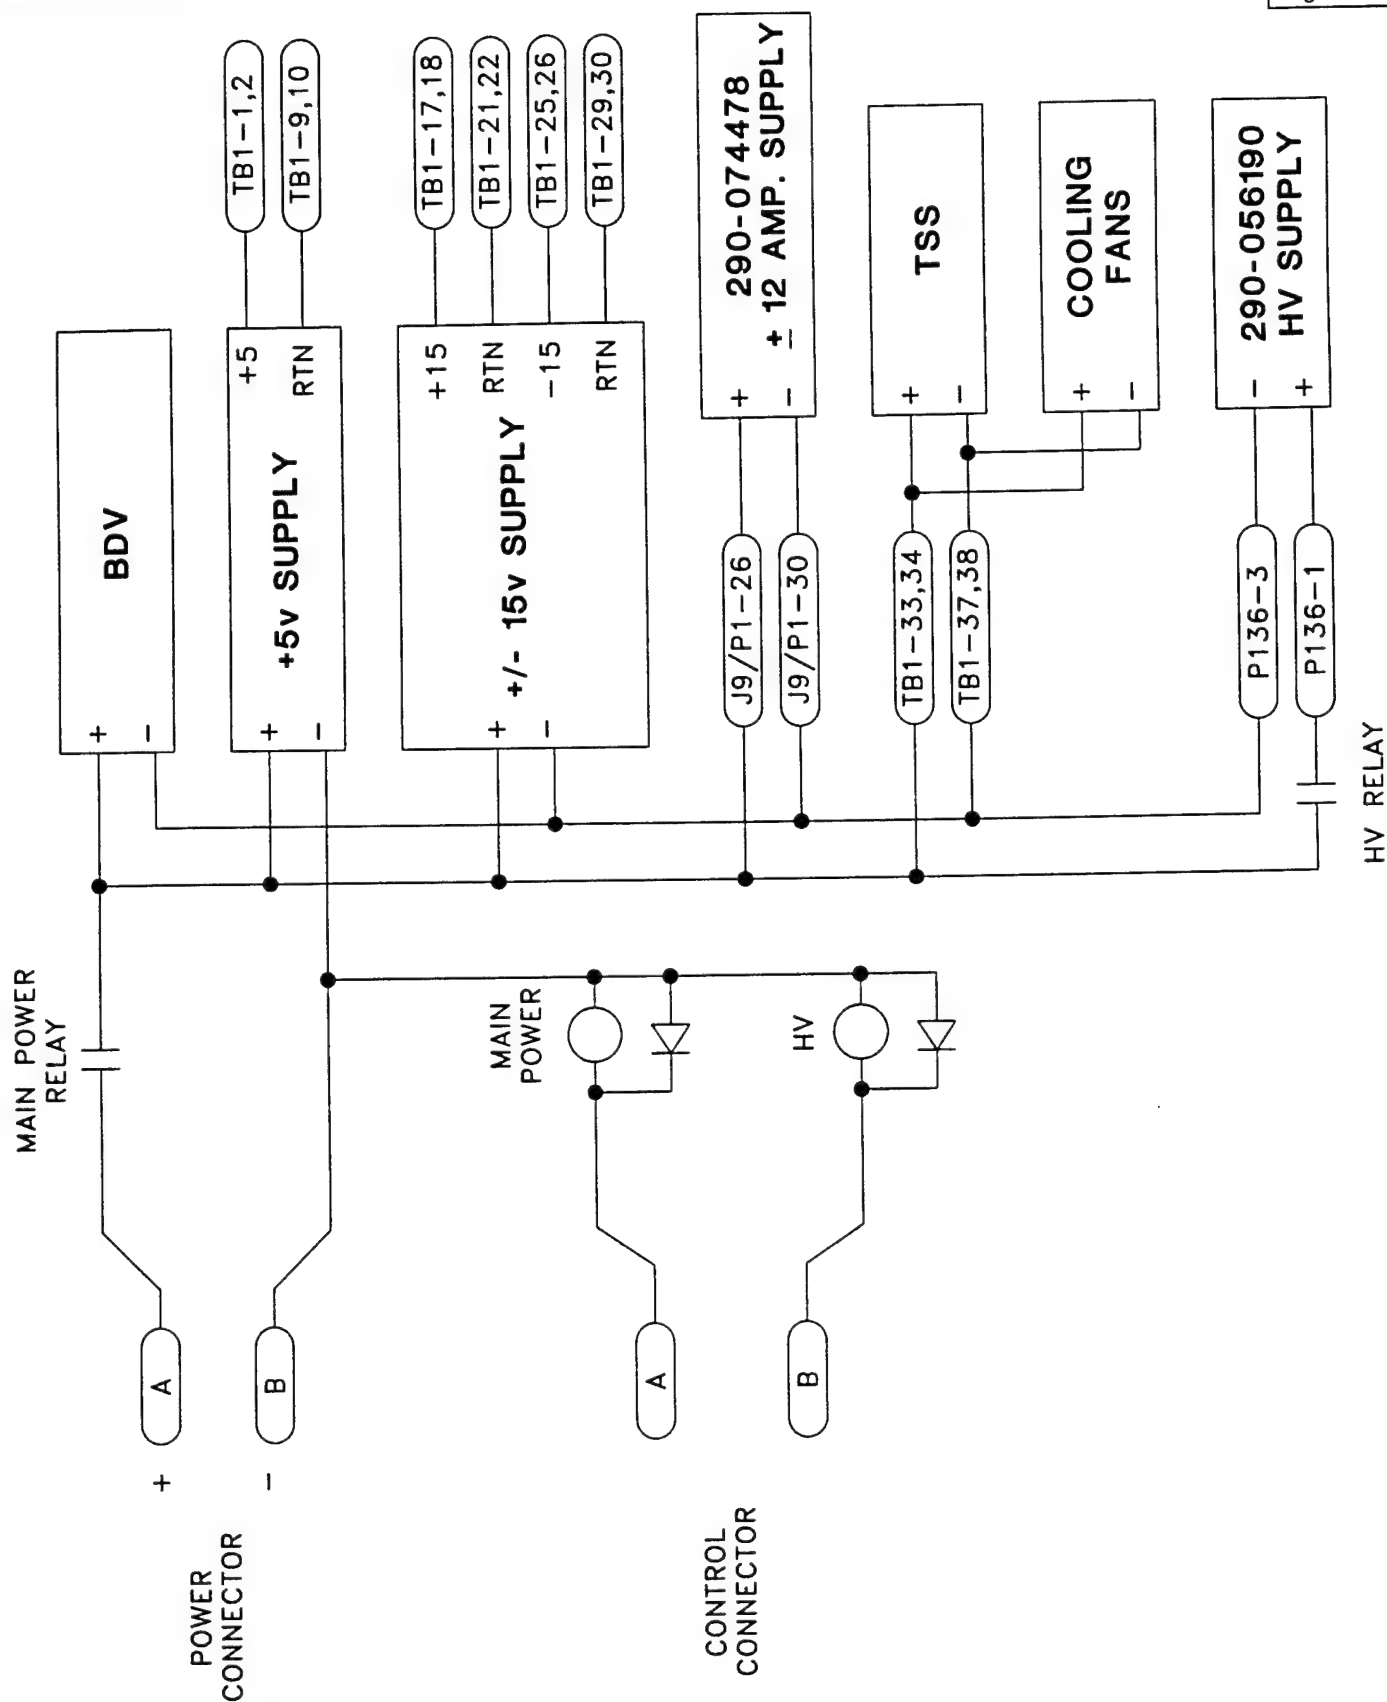 POWER
CONNECTOR
+
A
-
B
MAIN POWER
RELAY
CONTROL
CONNECTOR
A
B
MAIN
POWER
HV
BDV
+
-
+5v SUPPLY
+
-
+5
RTN
TB1-1,2
TB1-9,10
+/- 15v SUPPLY
+
-
+15
RTN
-15
RTN
TB1-17,18
TB1-21,22
TB1-25,26
TB1-29,30
J9/P1-26
J9/P1-30
+
-
290-074478
± 12 AMP. SUPPLY
TB1-33,34
TB1-37,38
+
-
TSS
+
-
COOLING
FANS
P136-3
P136-1
-
+
290-056190
HV SUPPLY
HV RELAY